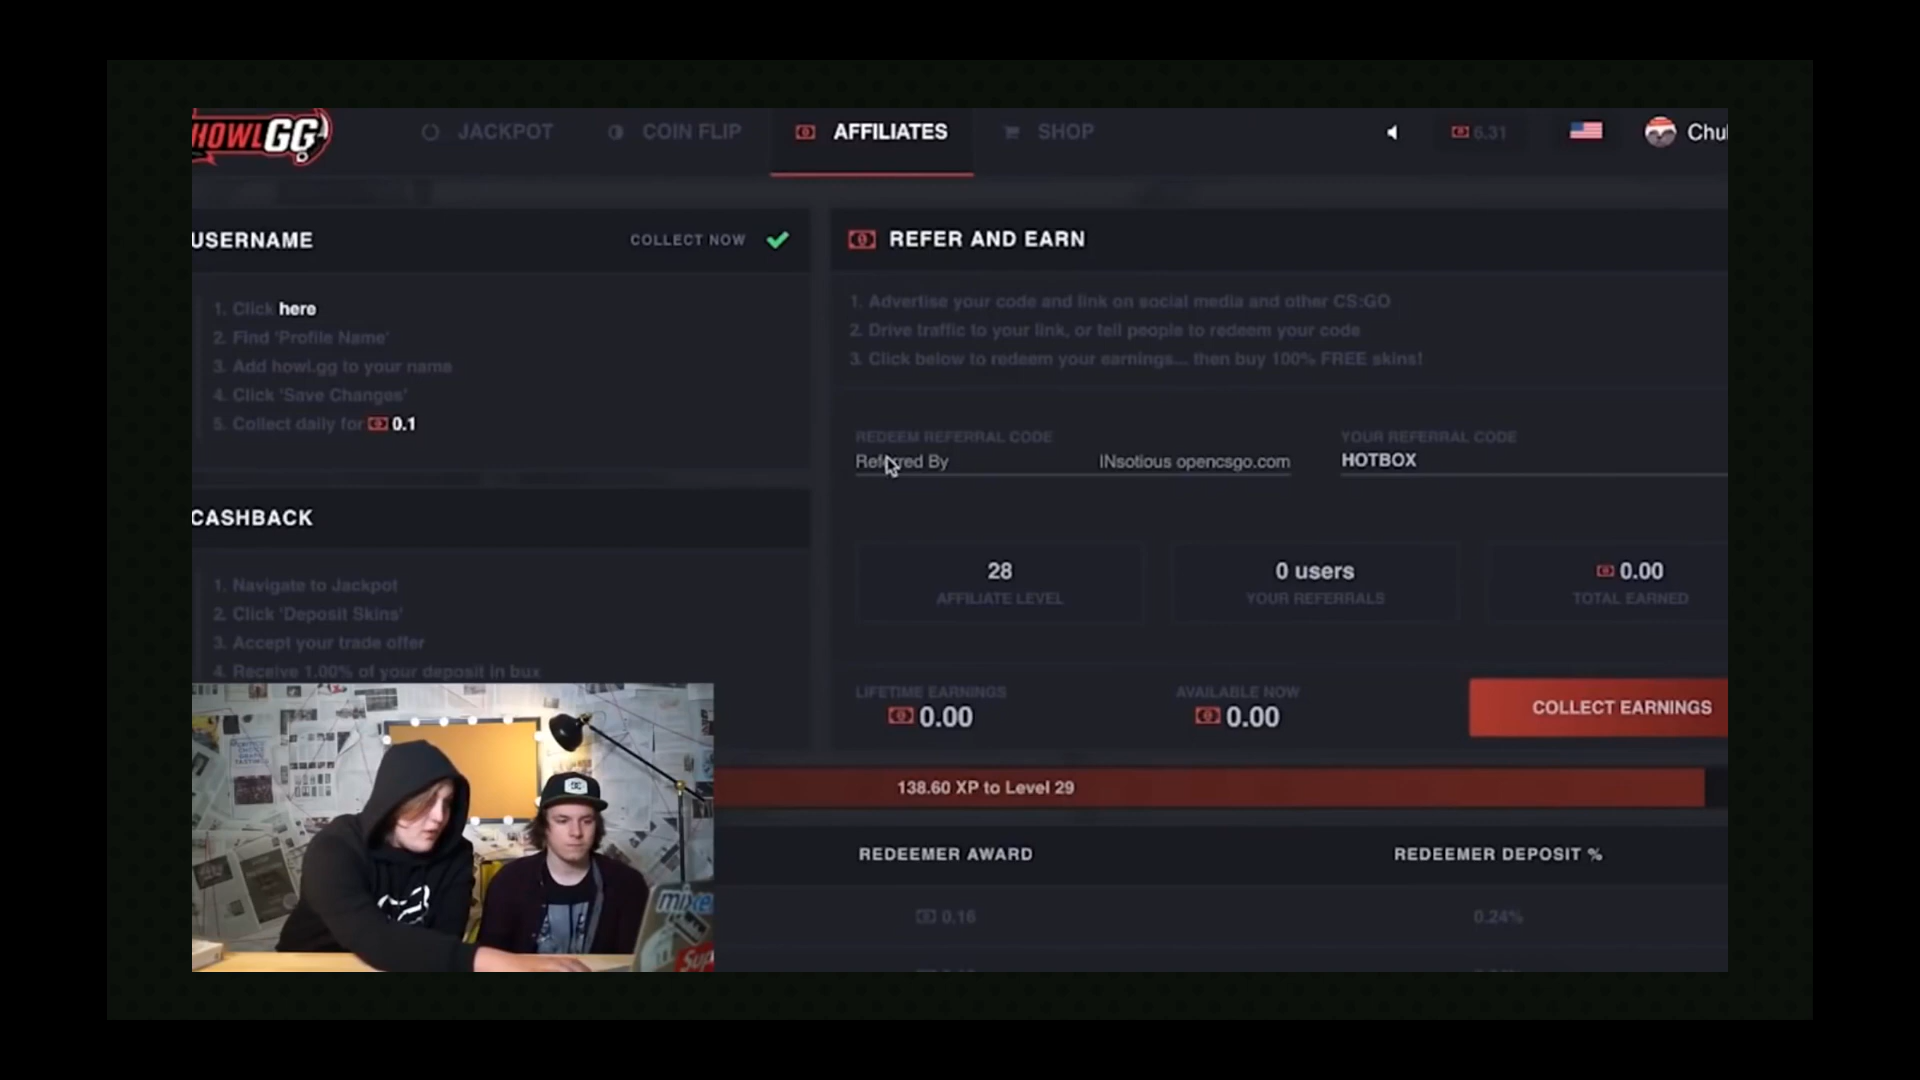 HOWLGG
JACKPOT
COIN FLIP
AFFILIATES
SHOP
6.31
Chu
USERNAME
COLLECT NOW
1. Click here
2. Find 'Profile Name'
3. Add howl.gg to your name
4. Click 'Save Changes'
5. Collect daily for 0.1
CASHBACK
1. Navigate to Jackpot
2. Click 'Deposit Skins'
3. Accept your trade offer
4. Receive 1.00% of your deposit in bux
REFER AND EARN
1. Advertise your code and link on social media and other CS:GO
2. Drive traffic to your link, or tell people to redeem your code
3. Click below to redeem your earnings... then buy 100% FREE skins!
REDEEM REFERRAL CODE
Referred By INsotious opencsgo.com
YOUR REFERRAL CODE
HOTBOX
28
AFFILIATE LEVEL
0 users
YOUR REFERRALS
0.00
TOTAL EARNED
LIFETIME EARNINGS
0.00
AVAILABLE NOW
0.00
COLLECT EARNINGS
138.60 XP to Level 29
REDEEMER AWARD
REDEEMER DEPOSIT %
0.16
0.24%
mixe
Sup